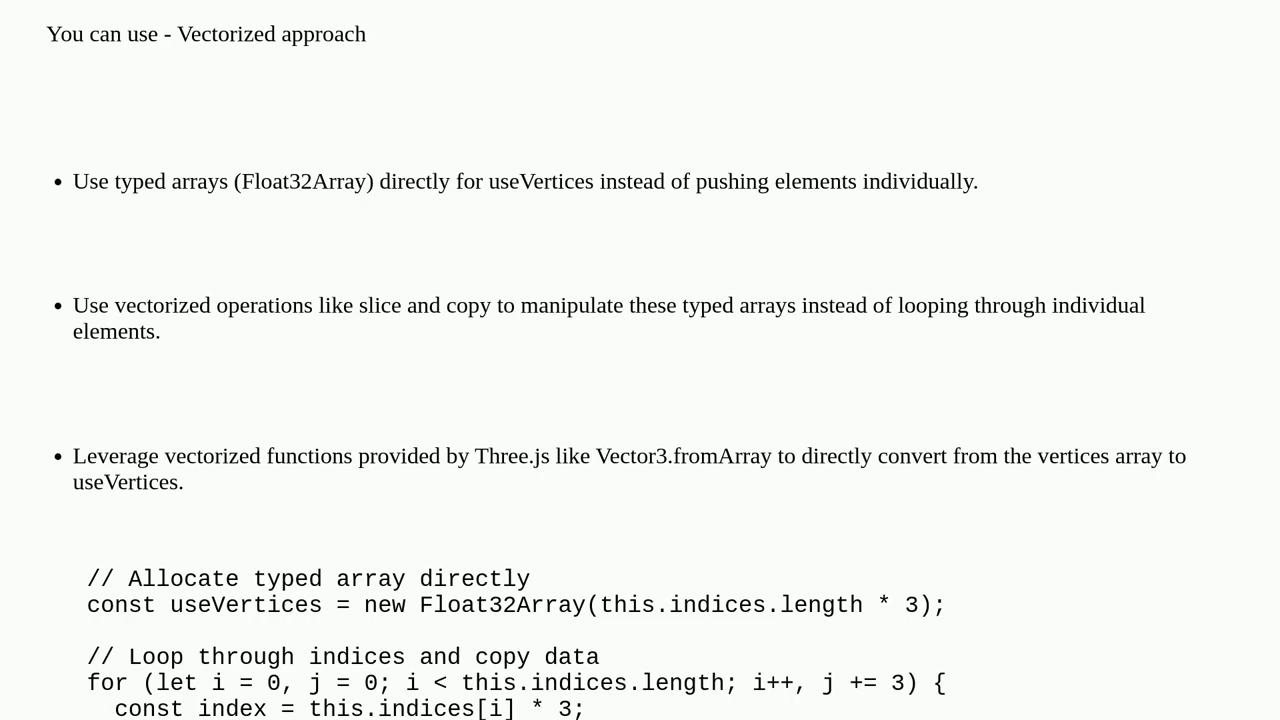 You can use - Vectorized approach
• Use typed arrays (Float32Array) directly for useVertices instead of pushing elements individually.
• Use vectorized operations like slice and copy to manipulate these typed arrays instead of looping through individual
elements.
• Leverage vectorized functions provided by Three.js like Vector3.fromArray to directly convert from the vertices array to
useVertices.
// Allocate typed array directly
const useVertices = new Float32Array(this.indices.length * 3);
// Loop through indices and copy data
for (let i = 0, j = 0; i < this.indices.length; i++, j += 3) {
  const index = this.indices[i] * 3;